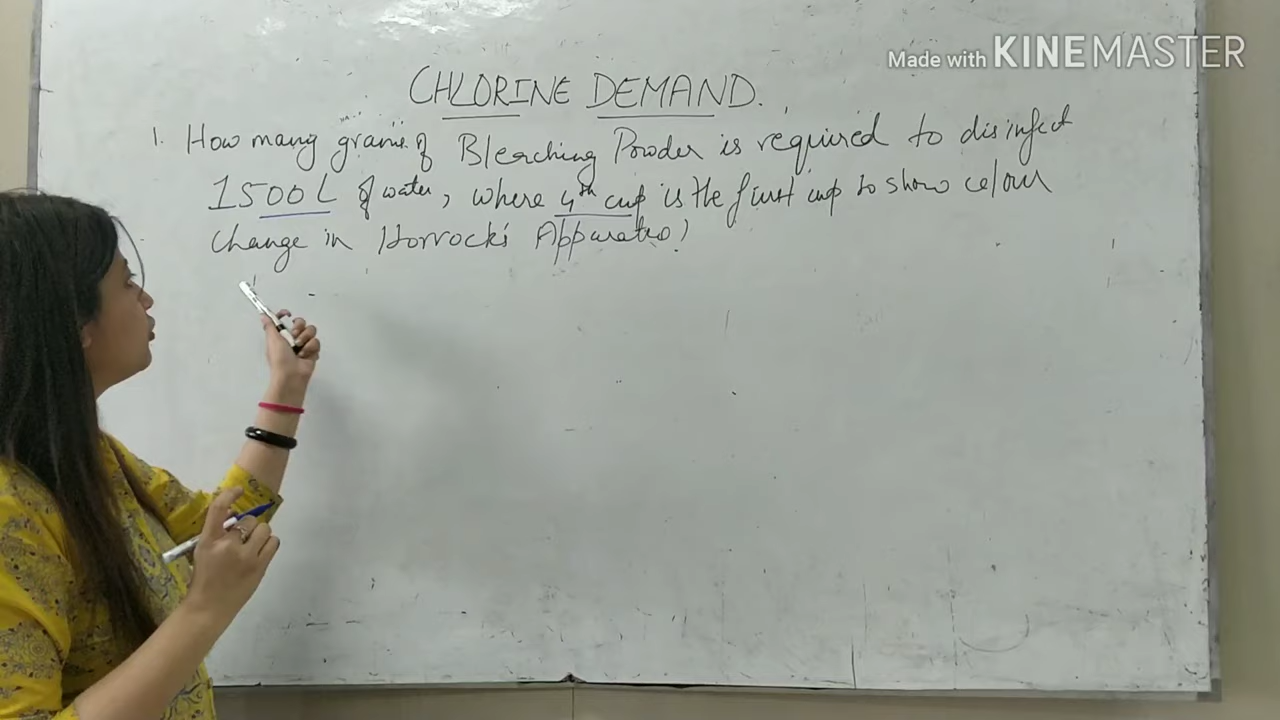 Made with KINEMASTER
CHLORINE DEMAND.
1. How many grams of Bleaching Powder is required to disinfect
1500 L of water, where 4th cup is the first cup to show colour
change in Horrock's Apparatus?